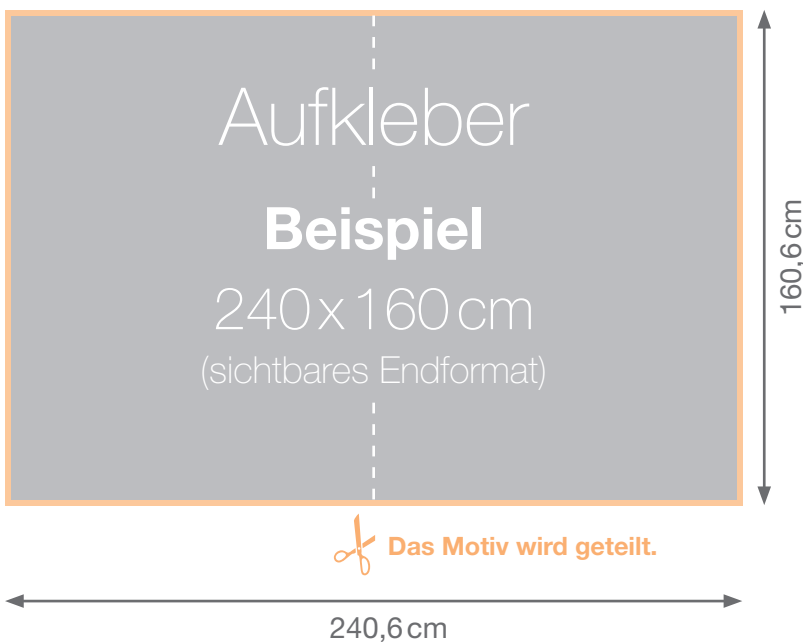 Aufkleber
Beispiel
240 x 160 cm
(sichtbares Endformat)
160,6 cm
Das Motiv wird geteilt.
240,6 cm